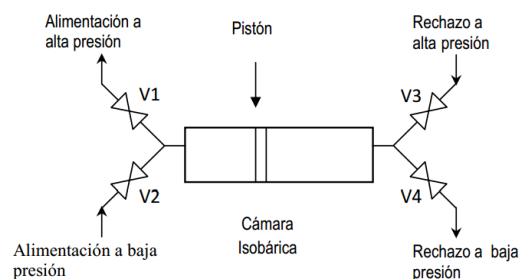 Alimentación a
alta presión
Pistón
Rechazo a
alta presión
V1
V3
V2
V4
Cámara
Isobárica
Alimentación a baja
presión
Rechazo a baja
presión